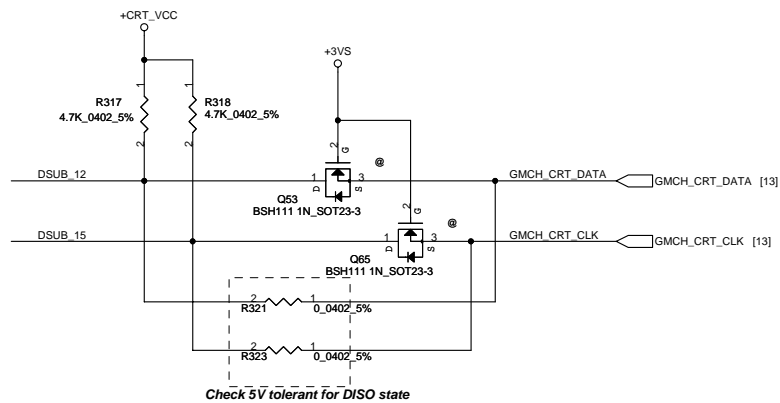 +CRT_VCC
+3VS
1
1
R317
4.7K_0402_5%
R318
4.7K_0402_5%
2
2
2
G
@
DSUB_12
1
3
GMCH_CRT_DATA
GMCH_CRT_DATA [13]
D
S
Q53
BSH111 1N_SOT23-3
2
G
@
DSUB_15
1
3
GMCH_CRT_CLK
GMCH_CRT_CLK [13]
D
S
Q65
BSH111 1N_SOT23-3
2
1
R321
0_0402_5%
2
1
R323
0_0402_5%
Check 5V tolerant for DISO state